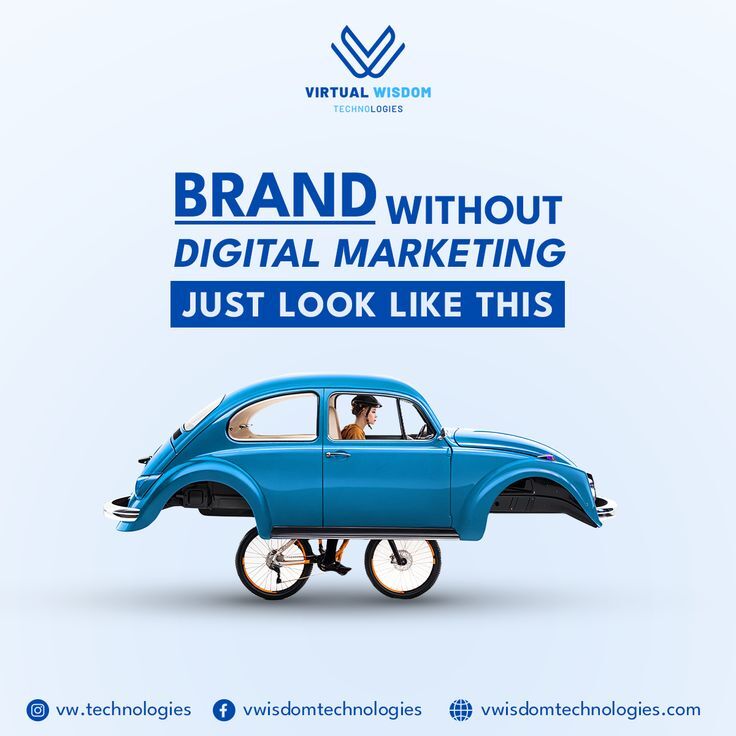 VIRTUAL WISDOM
TECHNOLOGIES
BRAND WITHOUT
DIGITAL MARKETING
JUST LOOK LIKE THIS
vw.technologies vwisdomtechnologies vwisdomtechnologies.com